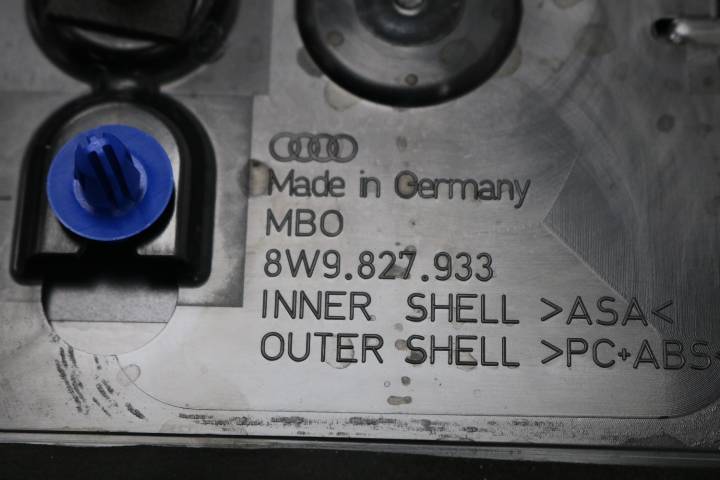 Made in Germany
MBO
8W9.827.933
INNER SHELL >ASA<
OUTER SHELL >PC+ABS<